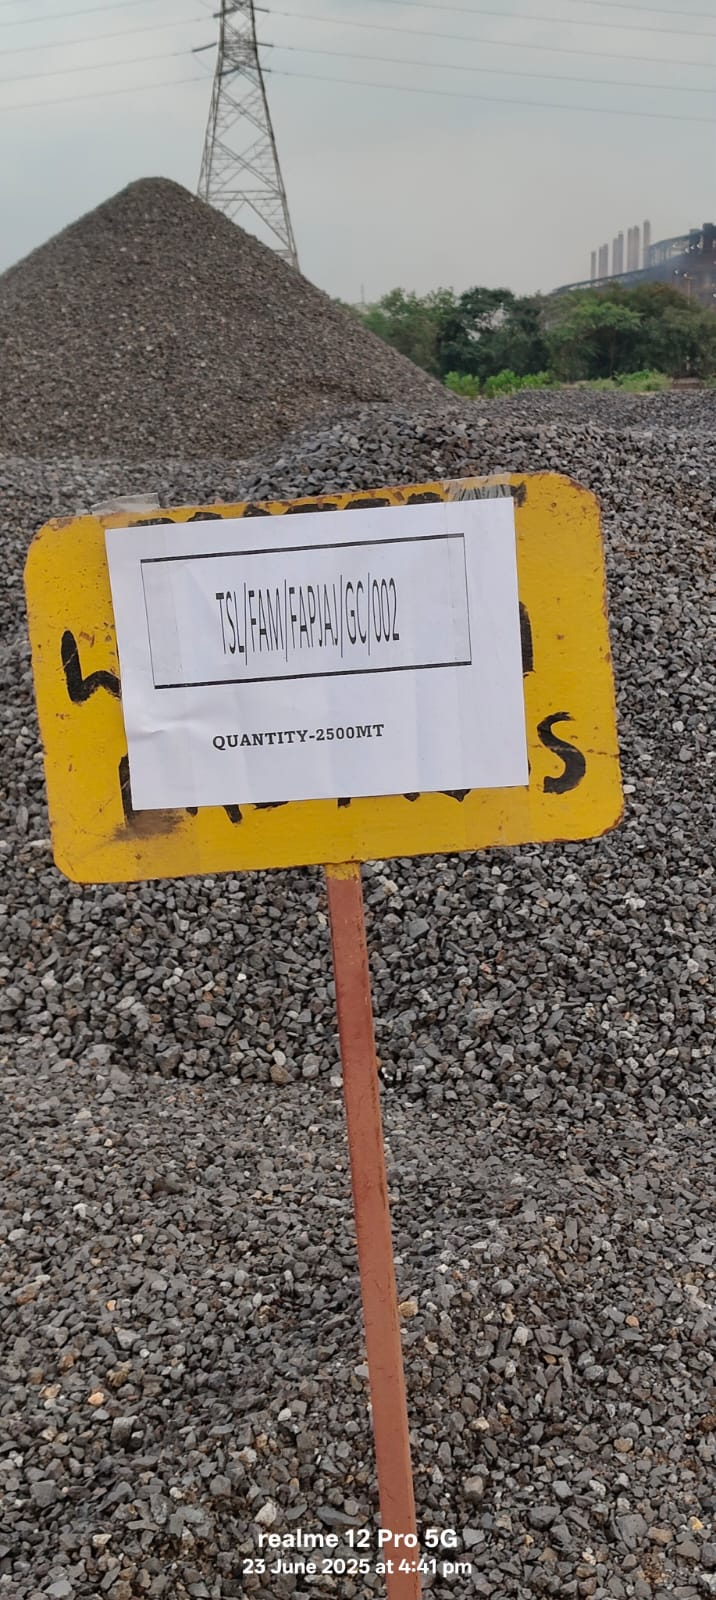 TSL/FAM/FAPJAJ/GC/002
QUANTITY-2500MT
S
realme 12 Pro 5G
23 June 2025 at 4:41 pm